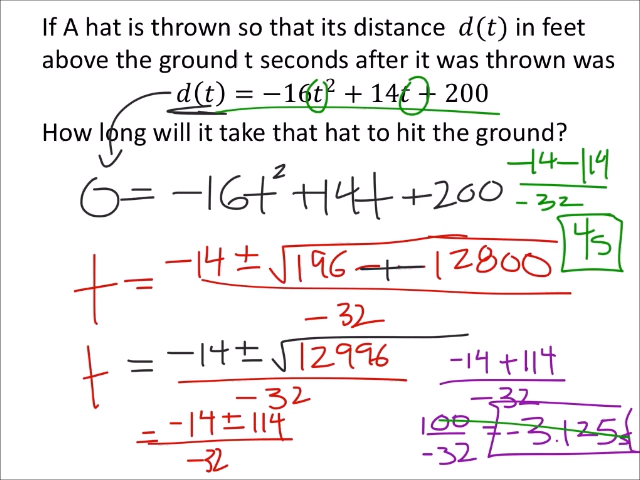 If A hat is thrown so that its distance d(t) in feet
above the ground t seconds after it was thrown was
d(t) = −16t² + 14t + 200
How long will it take that hat to hit the ground?
0 = -16t² + 14t + 200
-14 - 114
-32
4s
t = -14 ± √196 + 12800
-32
t = -14 ± √12996
-32
= -14 ± 114
-32
-14 + 114
-32
100
-32
= -3.125s